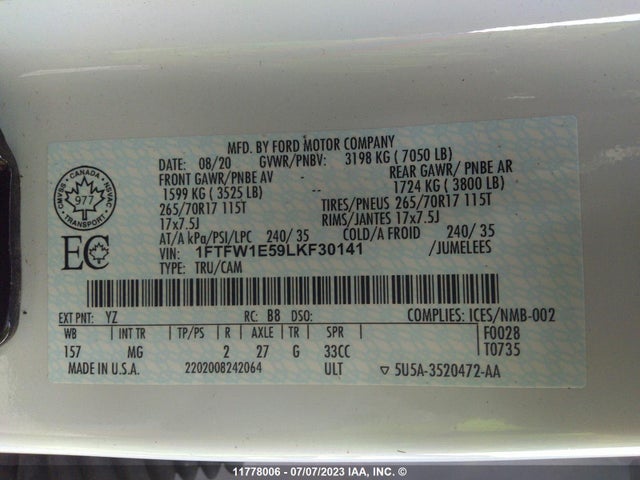 MFD. BY FORD MOTOR COMPANY
DATE: 08/20 GVWR/PNBV: 3198 KG ( 7050 LB)
FRONT GAWR/PNBE AV REAR GAWR/ PNBE AR
1599 KG ( 3525 LB) 1724 KG ( 3800 LB)
265/70R17 115T TIRES/PNEUS 265/70R17 115T
17x7.5J RIMS/JANTES 17x7.5J
AT/A kPa/PSI/LPC 240/ 35 COLD/A FROID 240/ 35
VIN: 1FTFW1E59LKF30141 /JUMELEES
TYPE: TRU/CAM
CANADA
CMVSS NSVAC
977
TRANSPORT
EC
EXT PNT: YZ RC: B8 DSO: COMPLIES: ICES/NMB-002
WB INT TR TP/PS R AXLE TR SPR F0028
157 MG 2 27 G 33CC T0735
MADE IN U.S.A. 2202008242064 ULT ▽ 5U5A-3520472-AA
11778006 - 07/07/2023 IAA, INC. ©